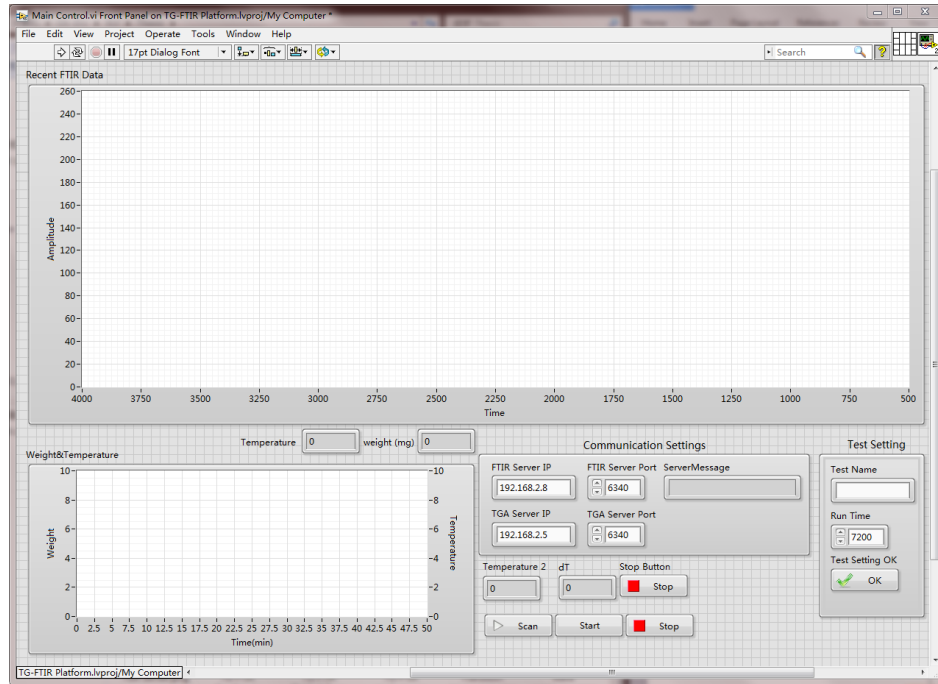 Main Control.vi Front Panel on TG-FTIR Platform.lvproj/My Computer *
File Edit View Project Operate Tools Window Help
17pt Dialog Font
Search
2
Recent FTIR Data
260
240
220
200
180
160
140
120
100
80
60
40
20
0
Amplitude
4000 3750 3500 3250 3000 2750 2500 2250 2000 1750 1500 1250 1000 750 500
Time
Temperature 0 weight (mg) 0
Weight&Temperature
10
8
6
4
2
0
Weight
10
8
6
4
2
0
Temperature
0 2.5 5 7.5 10 12.5 15 17.5 20 22.5 25 27.5 30 32.5 35 37.5 40 42.5 45 47.5 50
Time(min)
Communication Settings
FTIR Server IP FTIR Server Port ServerMessage
192.168.2.8 6340
TGA Server IP TGA Server Port
192.168.2.5 6340
Temperature 2 dT Stop Button
0 0 Stop
Scan Start Stop
Test Setting
Test Name
Run Time
7200
Test Setting OK
OK
TG-FTIR Platform.lvproj/My Computer